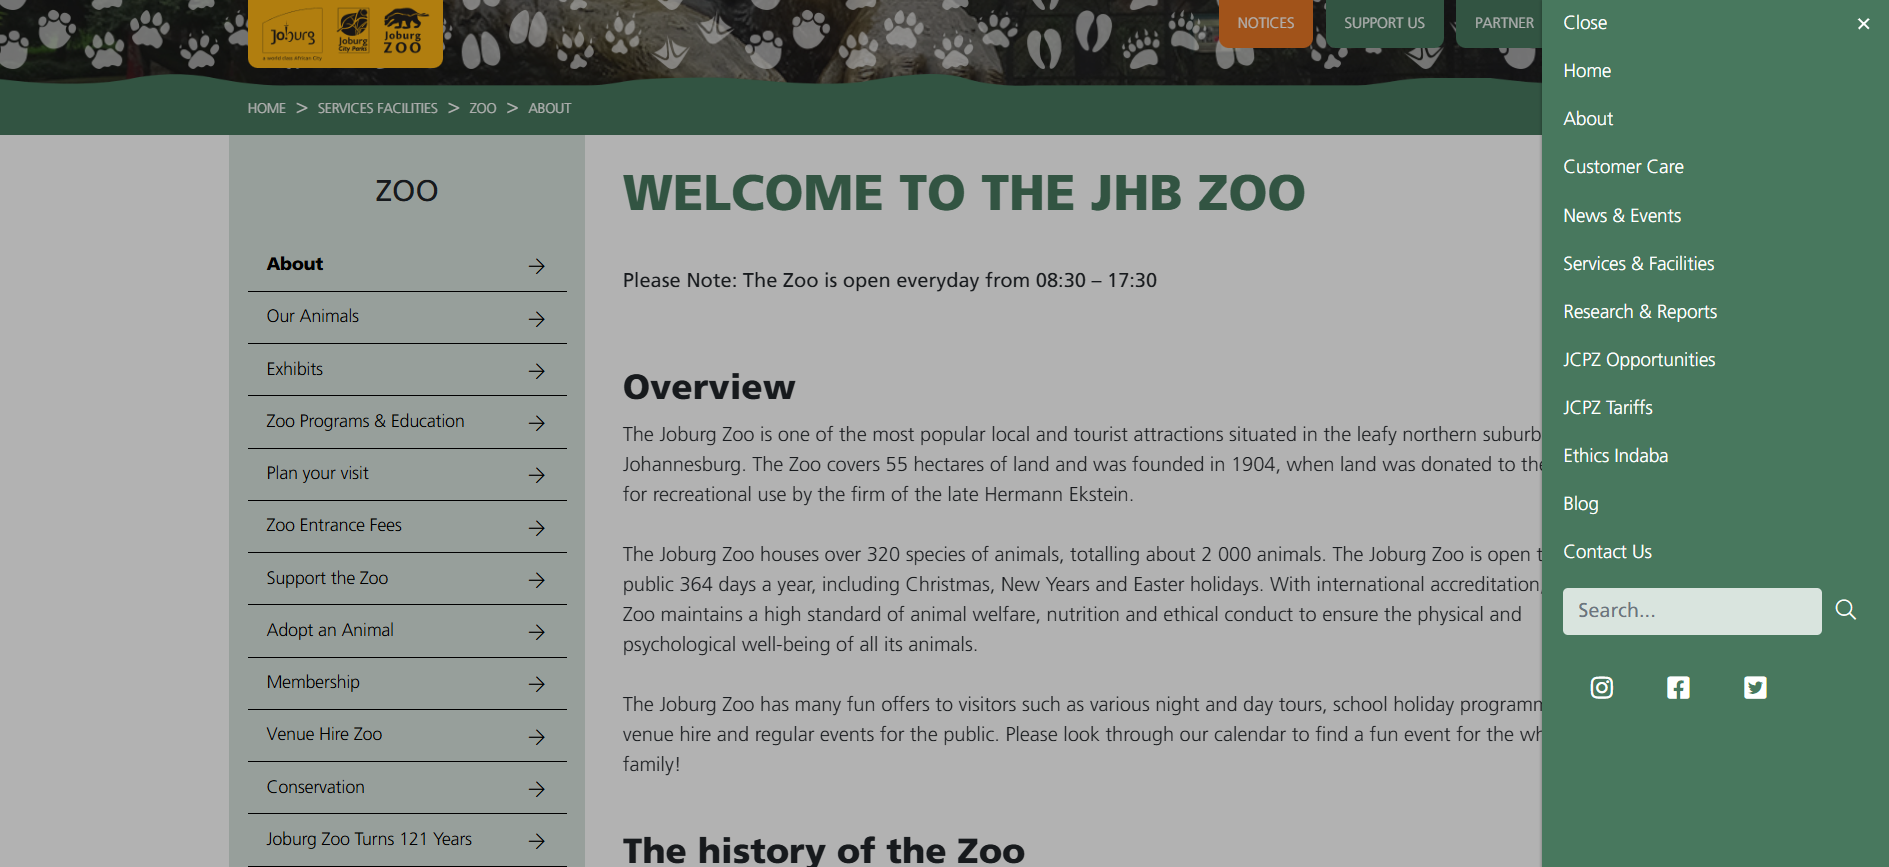 Joburg
a world class African City
Joburg
City Parks
Joburg
ZOO
NOTICES
SUPPORT US
PARTNER
HOME > SERVICES FACILITIES > ZOO > ABOUT
ZOO
About
Our Animals
Exhibits
Zoo Programs & Education
Plan your visit
Zoo Entrance Fees
Support the Zoo
Adopt an Animal
Membership
Venue Hire Zoo
Conservation
Joburg Zoo Turns 121 Years
WELCOME TO THE JHB ZOO
Please Note: The Zoo is open everyday from 08:30 – 17:30
Overview
The Joburg Zoo is one of the most popular local and tourist attractions situated in the leafy northern suburb
Johannesburg. The Zoo covers 55 hectares of land and was founded in 1904, when land was donated to the
for recreational use by the firm of the late Hermann Ekstein.
The Joburg Zoo houses over 320 species of animals, totalling about 2 000 animals. The Joburg Zoo is open t
public 364 days a year, including Christmas, New Years and Easter holidays. With international accreditation,
Zoo maintains a high standard of animal welfare, nutrition and ethical conduct to ensure the physical and
psychological well-being of all its animals.
The Joburg Zoo has many fun offers to visitors such as various night and day tours, school holiday programm
venue hire and regular events for the public. Please look through our calendar to find a fun event for the wh
family!
The history of the Zoo
Close
Home
About
Customer Care
News & Events
Services & Facilities
Research & Reports
JCPZ Opportunities
JCPZ Tariffs
Ethics Indaba
Blog
Contact Us
Search...